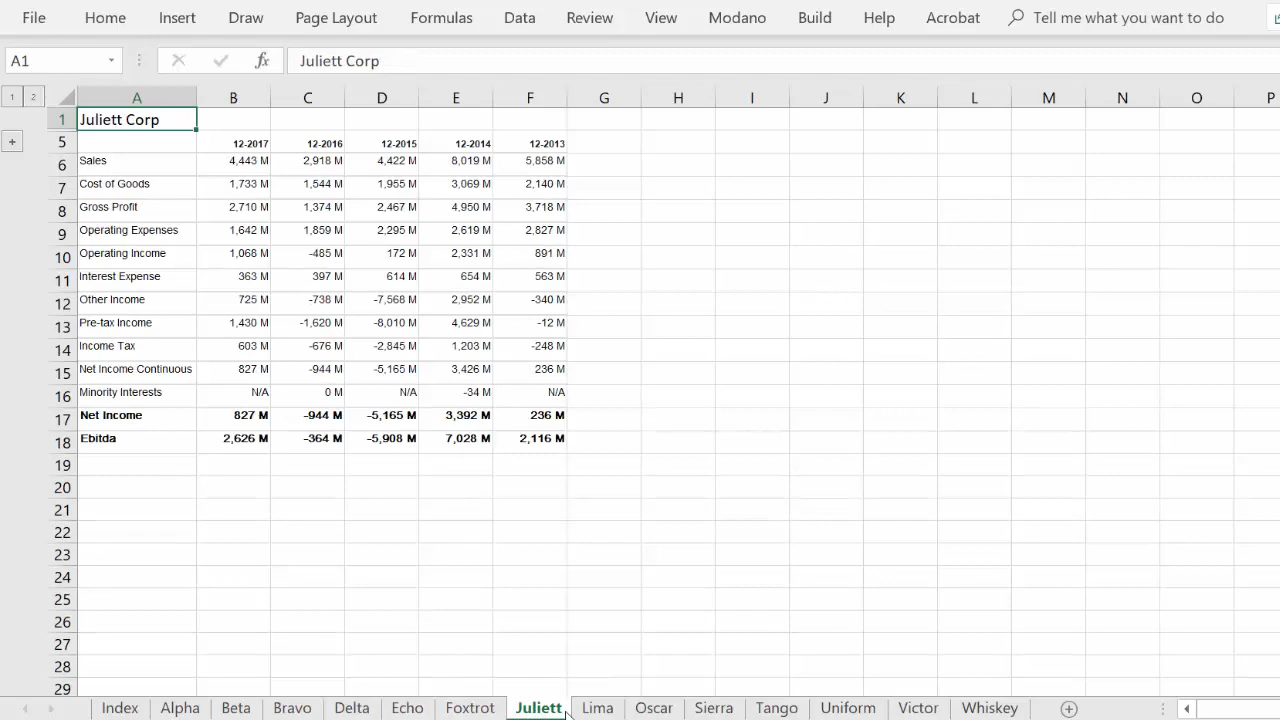 File Home Insert Draw Page Layout Formulas Data Review View Modano Build Help Acrobat Tell me what you want to do
A1 fx Juliett Corp
1 2 A B C D E F G H I J K L M N O P
1 Juliett Corp
+ 5 12-2017 12-2016 12-2015 12-2014 12-2013
6 Sales 4,443 M 2,918 M 4,422 M 8,019 M 5,858 M
7 Cost of Goods 1,733 M 1,544 M 1,955 M 3,069 M 2,140 M
8 Gross Profit 2,710 M 1,374 M 2,467 M 4,950 M 3,718 M
9 Operating Expenses 1,642 M 1,859 M 2,295 M 2,619 M 2,827 M
10 Operating Income 1,068 M -485 M 172 M 2,331 M 891 M
11 Interest Expense 363 M 397 M 614 M 654 M 563 M
12 Other Income 725 M -738 M -7,568 M 2,952 M -340 M
13 Pre-tax Income 1,430 M -1,620 M -8,010 M 4,629 M -12 M
14 Income Tax 603 M -676 M -2,845 M 1,203 M -248 M
15 Net Income Continuous 827 M -944 M -5,165 M 3,426 M 236 M
16 Minority Interests N/A 0 M N/A -34 M N/A
17 Net Income 827 M -944 M -5,165 M 3,392 M 236 M
18 Ebitda 2,626 M -364 M -5,908 M 7,028 M 2,116 M
19
20
21
22
23
24
25
26
27
28
29
Index Alpha Beta Bravo Delta Echo Foxtrot Juliett Lima Oscar Sierra Tango Uniform Victor Whiskey